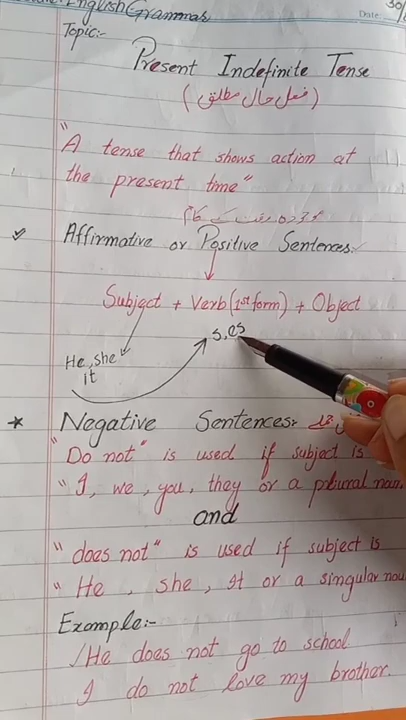 English Grammar
Date: 30/
Topic:-
Present Indefinite Tense
(فعل حال مطلق)
"A tense that shows action at
the present time"
Affirmative or Positive Sentences:
Subject + Verb (1st form) + Object
s, es
He, she
it
Negative Sentences:
"Do not" is used if subject is
"I, we, you, they or a
and
"does not" is used if subject is
"He, she, It or a singular
Example:-
He does not go to school
I do not love my brother.